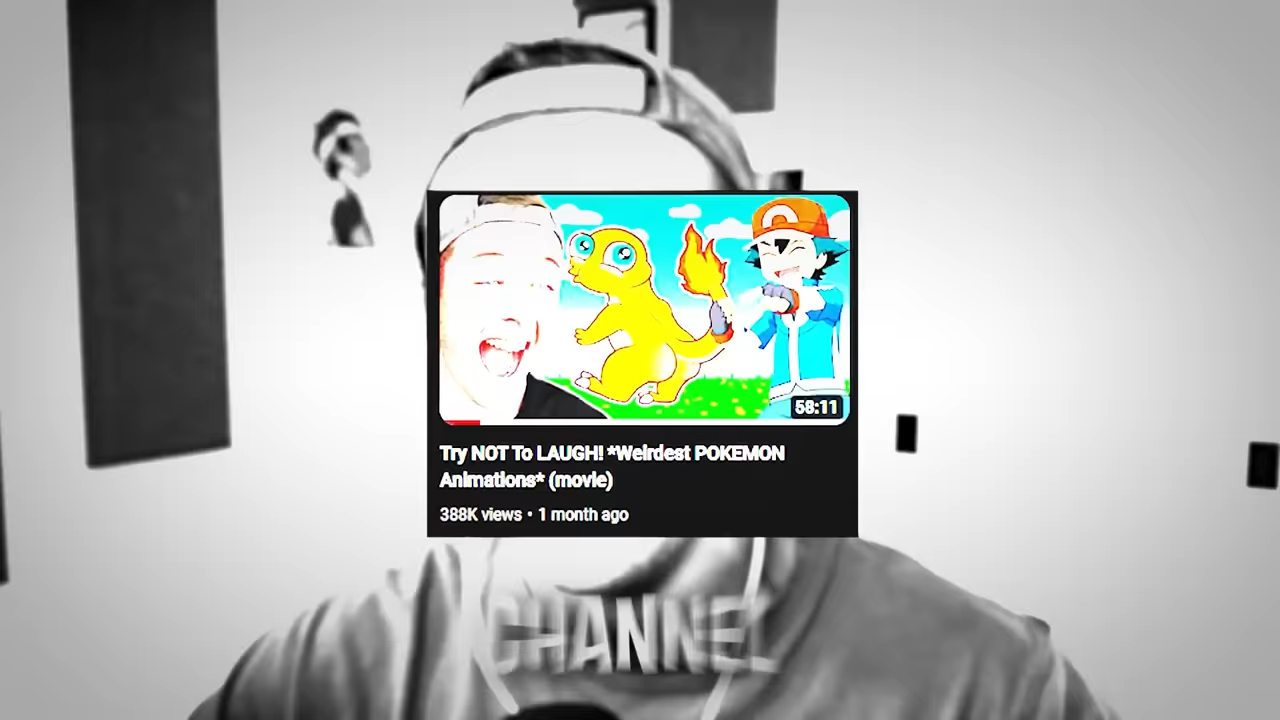 58:11
Try NOT To LAUGH! *Weirdest POKEMON
Animations* (movie)
388K views • 1 month ago
CHANNEL